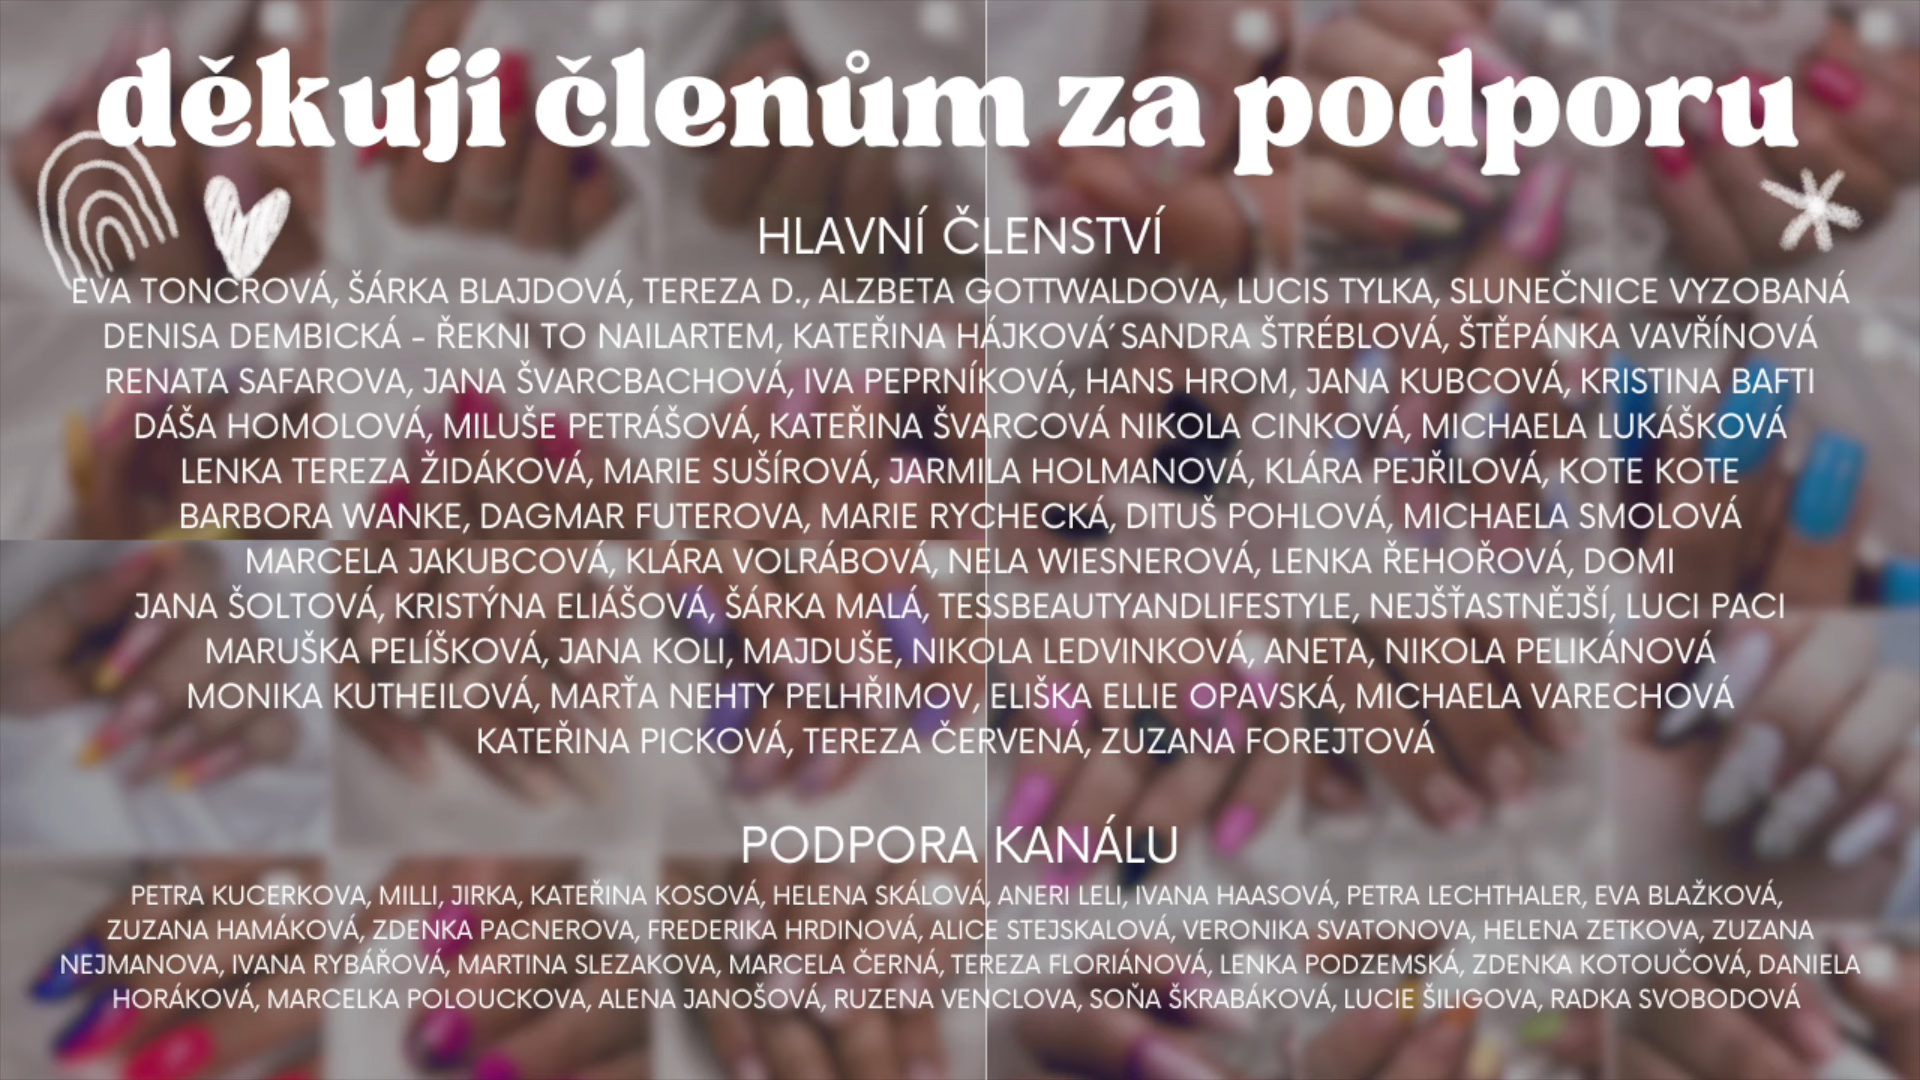 děkuji členům za podporu
HLAVNÍ ČLENSTVÍ
EVA TONCROVÁ, ŠÁRKA BLAJDOVÁ, TEREZA D., ALZBETA GOTTWALDOVA, LUCIS TYLKA, SLUNEČNICE VYZOBANÁ
DENISA DEMBICKÁ - ŘEKNI TO NAILARTEM, KATEŘINA HÁJKOVÁ´SANDRA ŠTRÉBLOVÁ, ŠTĚPÁNKA VAVŘÍNOVÁ
RENATA SAFAROVA, JANA ŠVARCBACHOVÁ, IVA PEPRNÍKOVÁ, HANS HROM, JANA KUBCOVÁ, KRISTINA BAFTI
DÁŠA HOMOLOVÁ, MILUŠE PETRÁŠOVÁ, KATEŘINA ŠVARCOVÁ NIKOLA CINKOVÁ, MICHAELA LUKÁŠKOVÁ
LENKA TEREZA ŽIDÁKOVÁ, MARIE SUŠÍROVÁ, JARMILA HOLMANOVÁ, KLÁRA PEJŘILOVÁ, KOTE KOTE
BARBORA WANKE, DAGMAR FUTEROVA, MARIE RYCHECKÁ, DITUŠ POHLOVÁ, MICHAELA SMOLOVÁ
MARCELA JAKUBCOVÁ, KLÁRA VOLRÁBOVÁ, NELA WIESNEROVÁ, LENKA ŘEHOŘOVÁ, DOMI
JANA ŠOLTOVÁ, KRISTÝNA ELIÁŠOVÁ, ŠÁRKA MALÁ, TESSBEAUTYANDLIFESTYLE, NEJŠŤASTNĚJŠÍ, LUCI PACI
MARUŠKA PELÍŠKOVÁ, JANA KOLI, MAJDUŠE, NIKOLA LEDVINKOVÁ, ANETA, NIKOLA PELIKÁNOVÁ
MONIKA KUTHEILOVÁ, MARŤA NEHTY PELHŘIMOV, ELIŠKA ELLIE OPAVSKÁ, MICHAELA VARECHOVÁ
KATEŘINA PICKOVÁ, TEREZA ČERVENÁ, ZUZANA FOREJTOVÁ
PODPORA KANÁLU
PETRA KUCERKOVA, MILLI, JIRKA, KATEŘINA KOSOVÁ, HELENA SKÁLOVÁ, ANERI LELI, IVANA HAASOVÁ, PETRA LECHTHALER, EVA BLAŽKOVÁ,
ZUZANA HAMÁKOVÁ, ZDENKA PACNEROVA, FREDERIKA HRDINOVÁ, ALICE STEJSKALOVÁ, VERONIKA SVATONOVA, HELENA ZETKOVA, ZUZANA
NEJMANOVA, IVANA RYBÁŘOVÁ, MARTINA SLEZAKOVA, MARCELA ČERNÁ, TEREZA FLORIÁNOVÁ, LENKA PODZEMSKÁ, ZDENKA KOTOUČOVÁ, DANIELA
HORÁKOVÁ, MARCELKA POLOUCKOVA, ALENA JANOŠOVÁ, RUZENA VENCLOVA, SOŇA ŠKRABÁKOVÁ, LUCIE ŠILIGOVA, RADKA SVOBODOVÁ